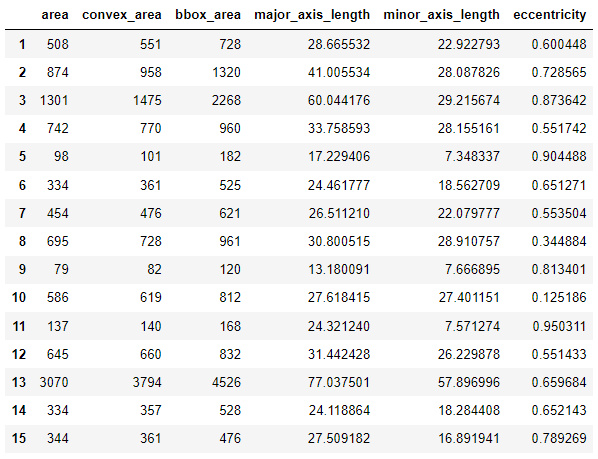 area convex_area bbox_area major_axis_length minor_axis_length eccentricity
1 508 551 728 28.665532 22.922793 0.600448
2 874 958 1320 41.005534 28.087826 0.728565
3 1301 1475 2268 60.044176 29.215674 0.873642
4 742 770 960 33.758593 28.155161 0.551742
5 98 101 182 17.229406 7.348337 0.904488
6 334 361 525 24.461777 18.562709 0.651271
7 454 476 621 26.511210 22.079777 0.553504
8 695 728 961 30.800515 28.910757 0.344884
9 79 82 120 13.180091 7.666895 0.813401
10 586 619 812 27.618415 27.401151 0.125186
11 137 140 168 24.321240 7.571274 0.950311
12 645 660 832 31.442428 26.229878 0.551433
13 3070 3794 4526 77.037501 57.896996 0.659684
14 334 357 528 24.118864 18.284408 0.652143
15 344 361 476 27.509182 16.891941 0.789269